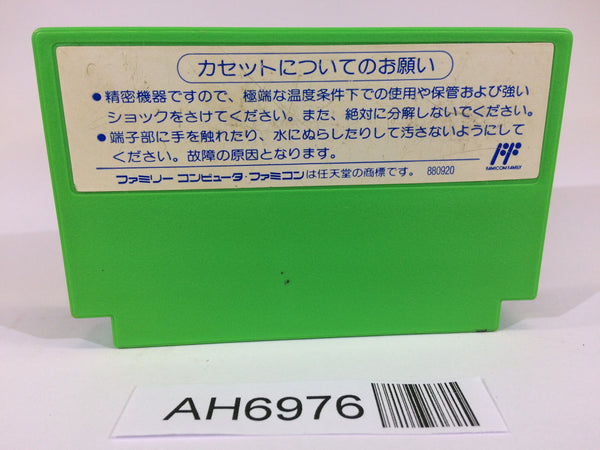 カセットについてのお願い
●精密機器ですので、極端な温度条件下での使用や保管および強い
ショックをさけてください。また、絶対に分解しないでください。
●端子部に手を触れたり、水にぬらしたりして汚さないようにして
ください。故障の原因となります。
ファミリー コンピュータ・ファミコンは任天堂の商標です。 880920
FAMICOM FAMILY
AH6976